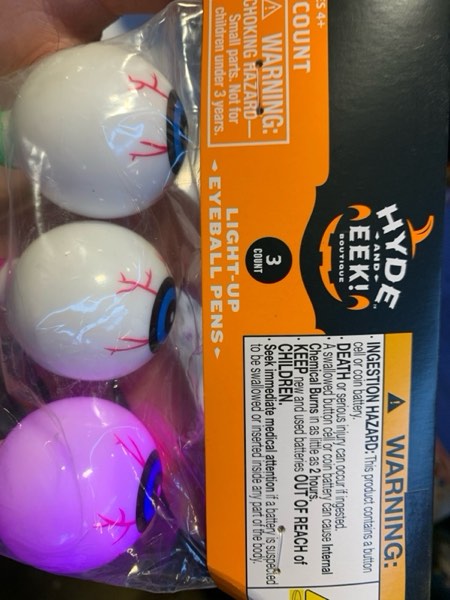 ES 4+
COUNT
⚠ WARNING:
CHOKING HAZARD—
Small parts. Not for
children under 3 years.
HYDE
AND
EEK!
BOUTIQUE
3
COUNT
LIGHT-UP
EYEBALL PENS
⚠ WARNING:
• INGESTION HAZARD: This product contains a button
cell or coin battery.
• DEATH or serious injury can occur if ingested.
• A swallowed button cell or coin battery can cause Internal
Chemical Burns in as little as 2 hours.
• KEEP new and used batteries OUT OF REACH of
CHILDREN.
• Seek immediate medical attention if a battery is suspected
to be swallowed or inserted inside any part of the body.